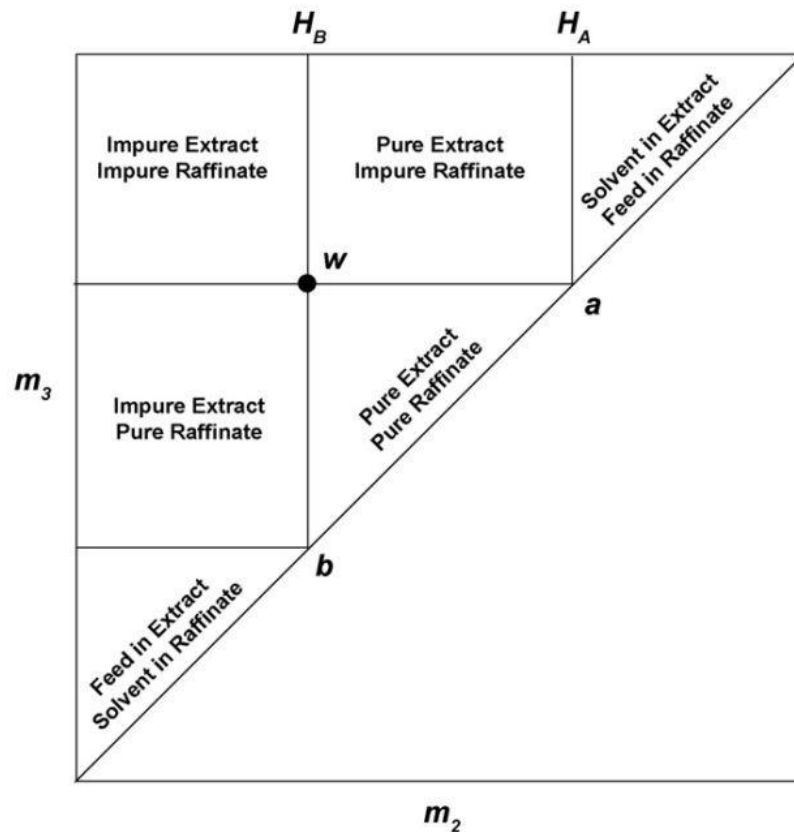 H_B
H_A
Impure Extract
Impure Raffinate
Pure Extract
Impure Raffinate
Solvent in Extract
Feed in Raffinate
w
a
m_3
Impure Extract
Pure Raffinate
Pure Extract
Pure Raffinate
b
Feed in Extract
Solvent in Raffinate
m_2